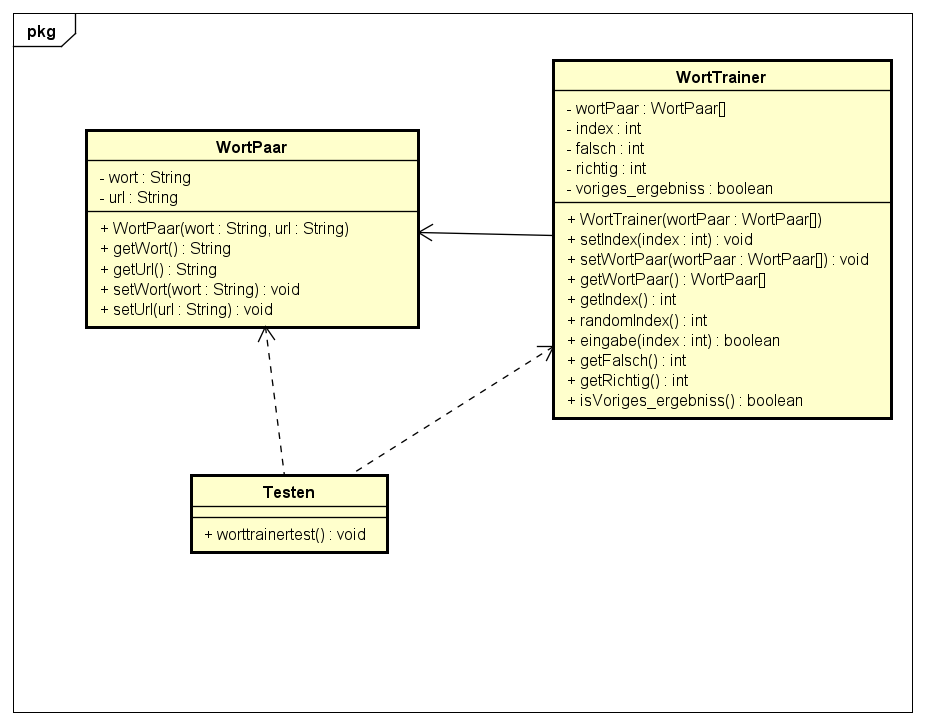 pkg
WortPaar
- wort : String
- url : String
+ WortPaar(wort : String, url : String)
+ getWort() : String
+ getUrl() : String
+ setWort(wort : String) : void
+ setUrl(url : String) : void
WortTrainer
- wortPaar : WortPaar[]
- index : int
- falsch : int
- richtig : int
- voriges_ergebniss : boolean
+ WortTrainer(wortPaar : WortPaar[])
+ setIndex(index : int) : void
+ setWortPaar(wortPaar : WortPaar[]) : void
+ getWortPaar() : WortPaar[]
+ getIndex() : int
+ randomIndex() : int
+ eingabe(index : int) : boolean
+ getFalsch() : int
+ getRichtig() : int
+ isVoriges_ergebniss() : boolean
Testen
+ worttrainertest() : void